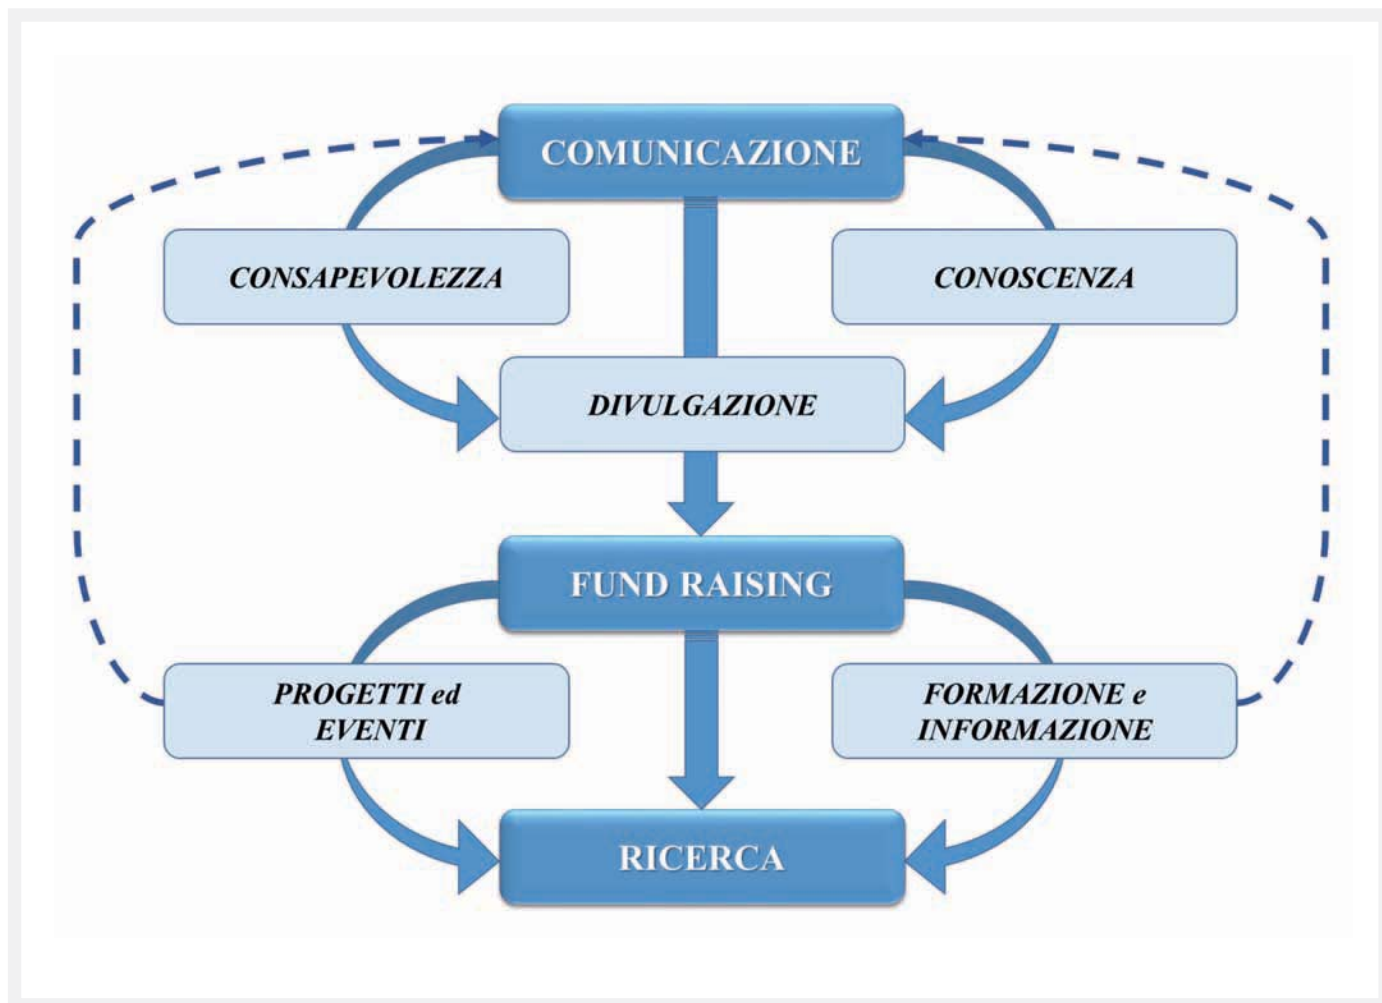 COMUNICAZIONE
CONSAPEVOLEZZA
CONOSCENZA
DIVULGAZIONE
FUND RAISING
PROGETTI ed
EVENTI
FORMAZIONE e
INFORMAZIONE
RICERCA